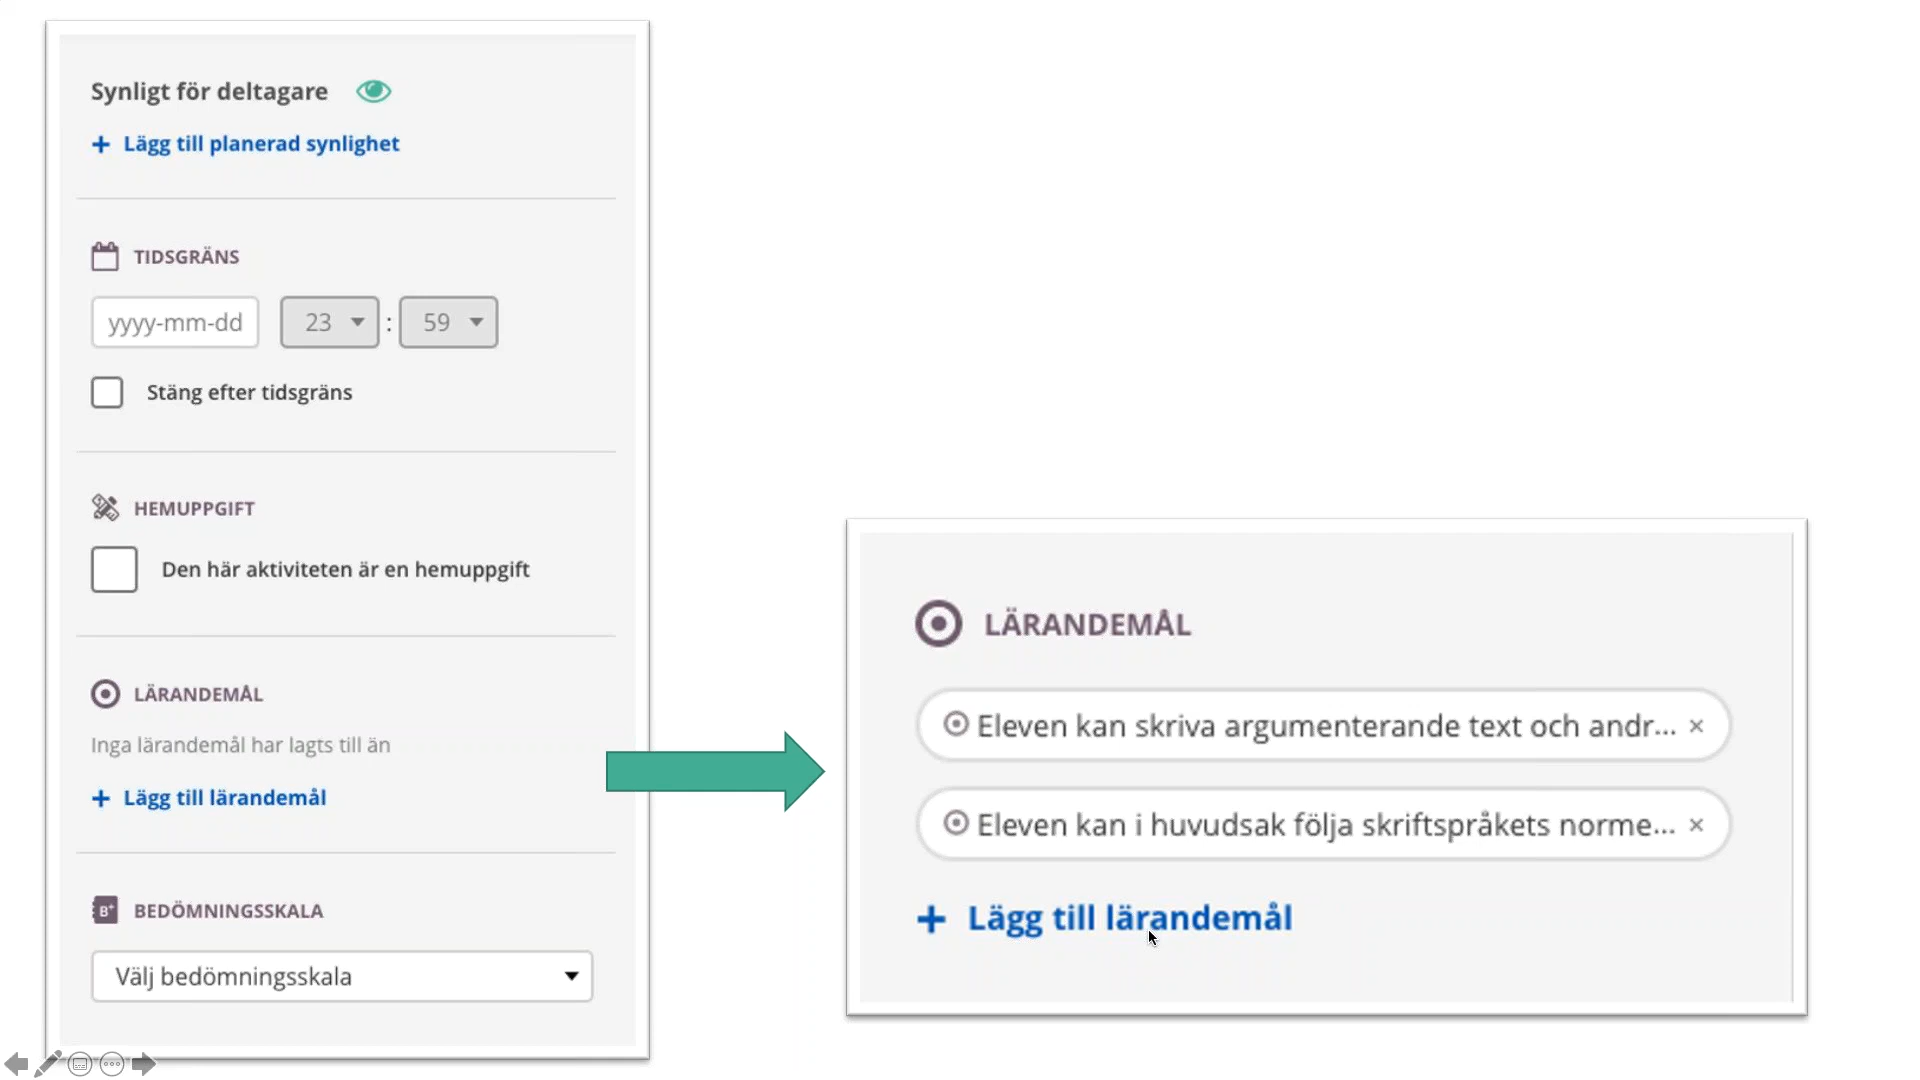 Synligt för deltagare
+ Lägg till planerad synlighet
TIDSGRÄNS
yyyy-mm-dd 23 : 59
Stäng efter tidsgräns
HEMUPPGIFT
Den här aktiviteten är en hemuppgift
LÄRANDEMÅL
Inga lärandemål har lagts till än
+ Lägg till lärandemål
B+ BEDÖMNINGSSKALA
Välj bedömningsskala
LÄRANDEMÅL
Eleven kan skriva argumenterande text och andr... ×
Eleven kan i huvudsak följa skriftspråkets norme... ×
+ Lägg till lärandemål